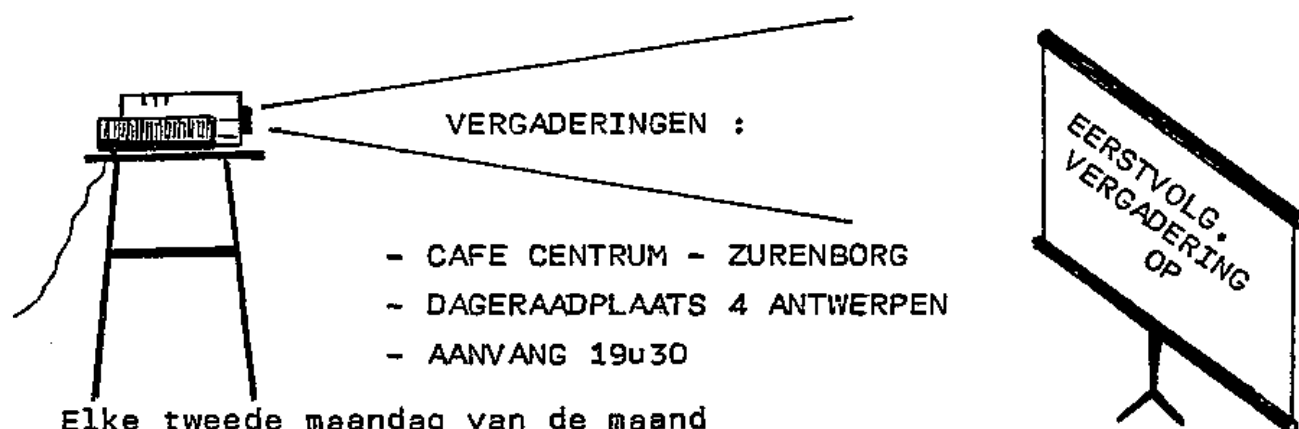 VERGADERINGEN :
- CAFE CENTRUM - ZURENBORG
- DAGERAADPLAATS 4 ANTWERPEN
- AANVANG 19u30
Elke tweede maandag van de maand
EERSTVOLG.
VERGADERING
OP